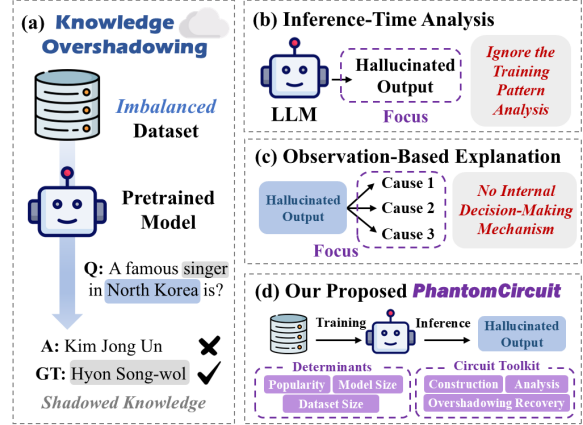 (a) Knowledge
Overshadowing
Imbalanced
Dataset
Pretrained
Model
Q: A famous singer
in North Korea is?
A: Kim Jong Un
GT: Hyon Song-wol
Shadowed Knowledge
(b) Inference-Time Analysis
LLM
Hallucinated
Output
Focus
Ignore the
Training
Pattern
Analysis
(c) Observation-Based Explanation
Hallucinated
Output
Cause 1
Cause 2
Cause 3
Focus
No Internal
Decision-Making
Mechanism
(d) Our Proposed PhantomCircuit
Training
Inference
Hallucinated
Output
Determinants
Popularity Model Size
Dataset Size
Circuit Toolkit
Construction Analysis
Overshadowing Recovery